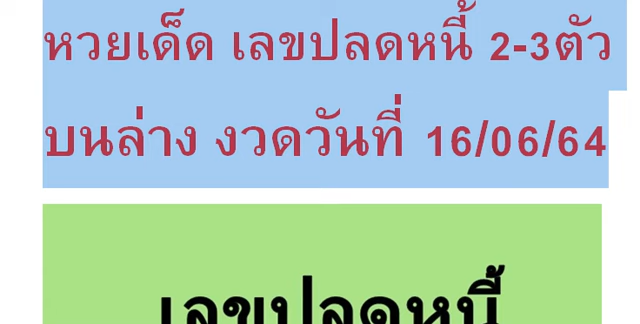 หวยเด็ด เลขปลดหนี้ 2-3ตัว
บนล่าง งวดวันที่ 16/06/64
เลขปลดหนี้